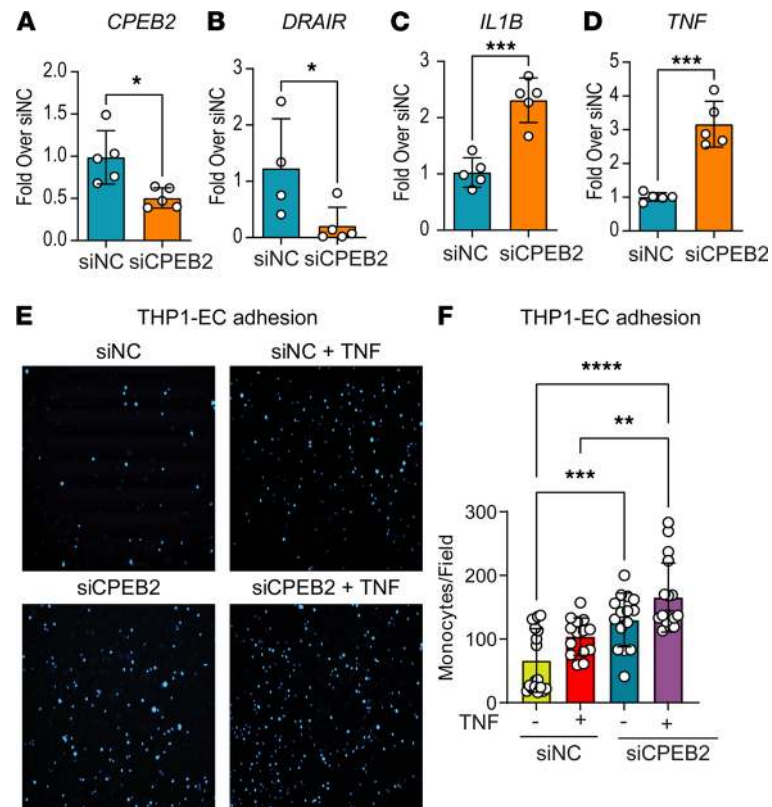 A CPEB2
*
Fold Over siNC
2.0
1.5
1.0
0.5
0.0
siNC siCPEB2
B DRAIR
*
Fold Over siNC
3
2
1
0
siNC siCPEB2
C IL1B
***
Fold Over siNC
3
2
1
0
siNC siCPEB2
D TNF
***
Fold Over siNC
5
4
3
2
1
0
siNC siCPEB2
E THP1-EC adhesion
siNC siNC + TNF
siCPEB2 siCPEB2 + TNF
F THP1-EC adhesion
****
**
***
Monocytes/Field
300
200
100
0
TNF - + - +
siNC siCPEB2